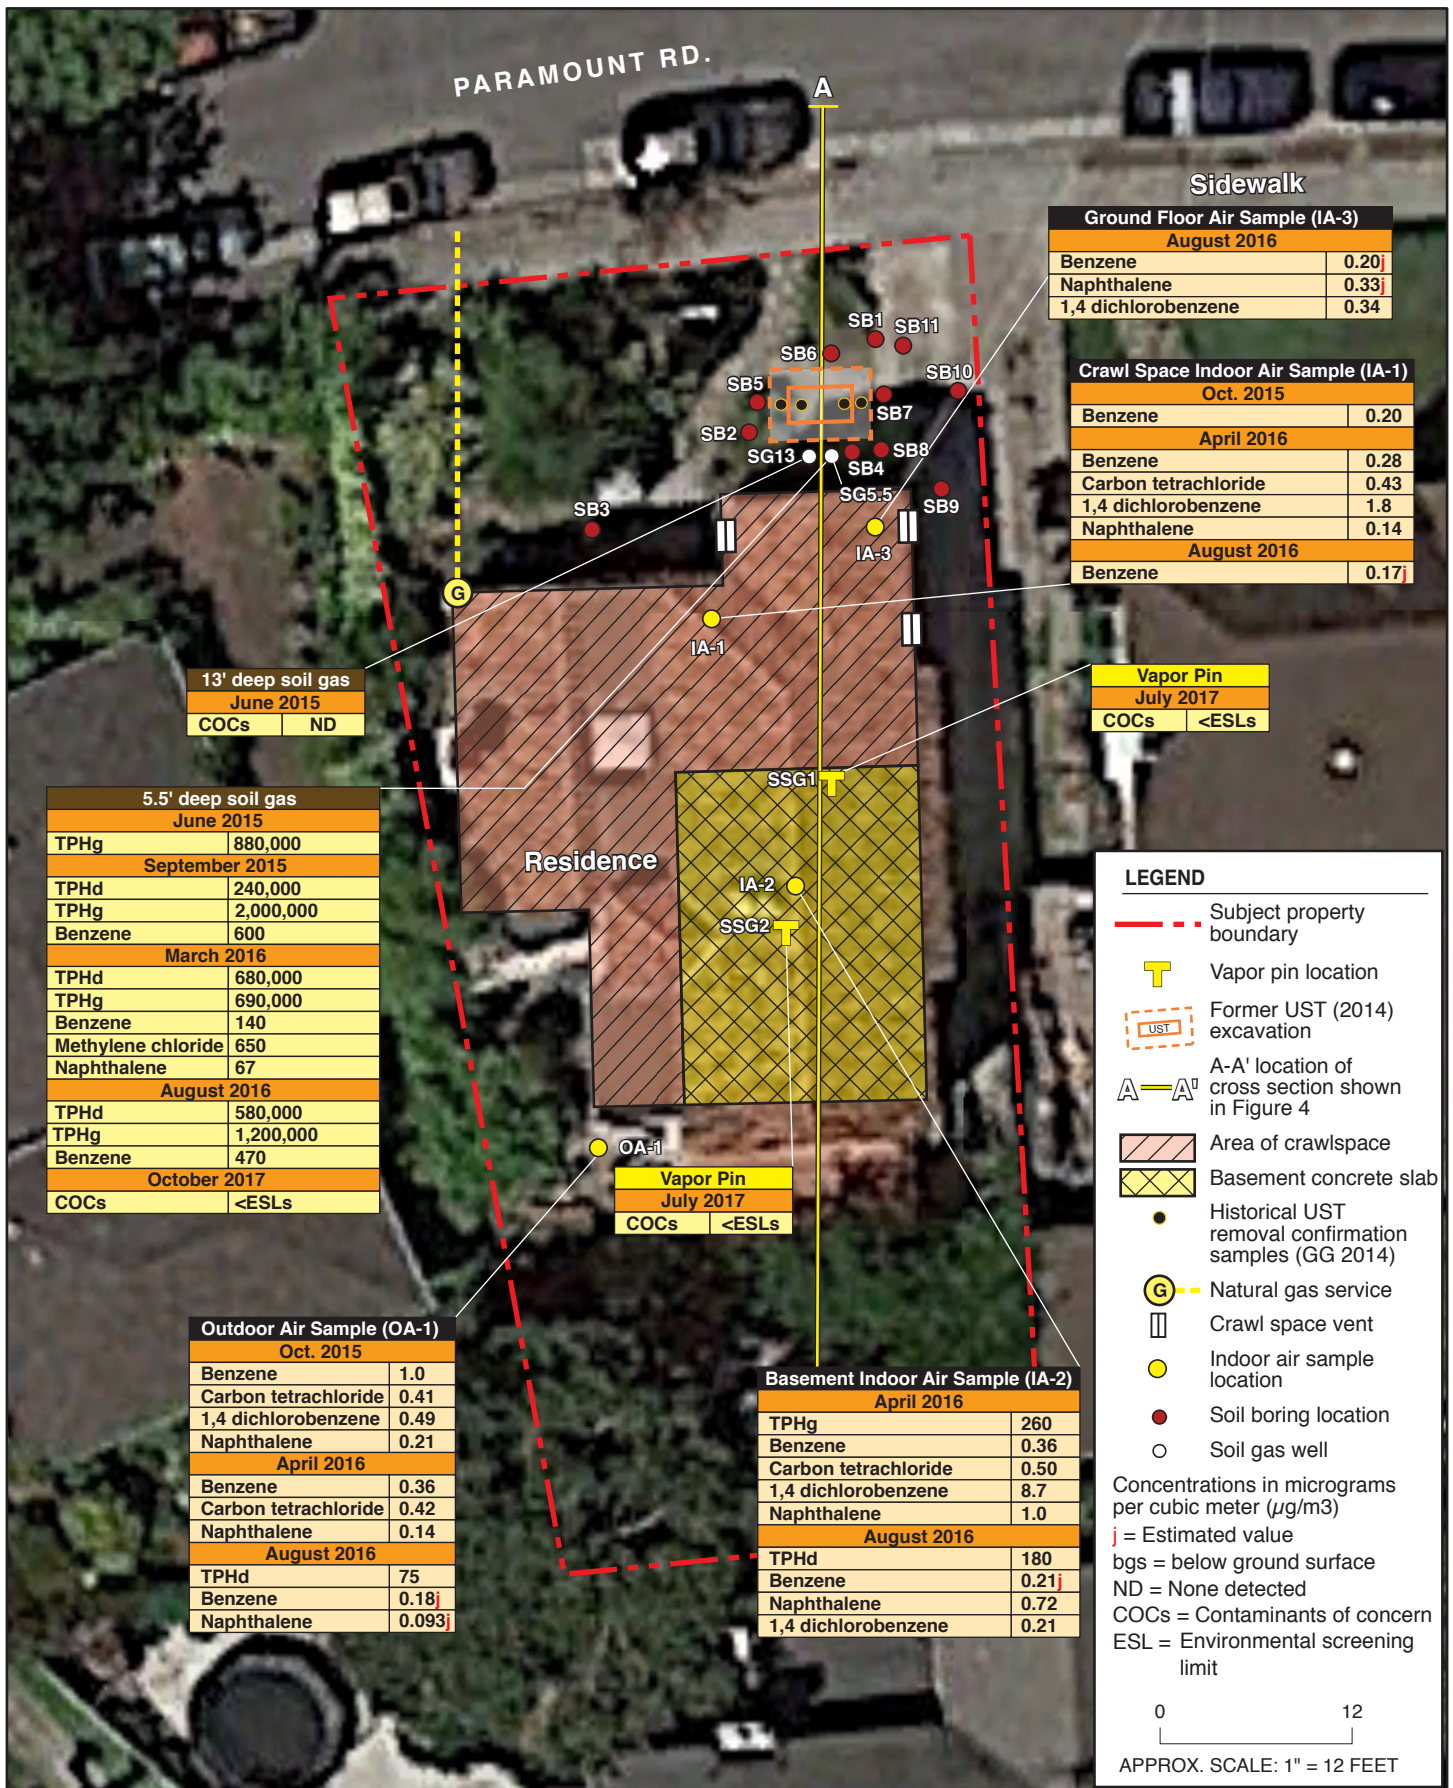 PARAMOUNT RD.
A
Sidewalk
Ground Floor Air Sample (IA-3)
August 2016
Benzene 0.20j
Naphthalene 0.33j
1,4 dichlorobenzene 0.34
Crawl Space Indoor Air Sample (IA-1)
Oct. 2015
Benzene 0.20
April 2016
Benzene 0.28
Carbon tetrachloride 0.43
1,4 dichlorobenzene 1.8
Naphthalene 0.14
August 2016
Benzene 0.17j
SB1
SB11
SB6
SB10
SB5
SB7
SB2
SB8
SG13
SB4
SG5.5
SB9
SB3
IA-3
G
IA-1
13' deep soil gas
June 2015
COCs ND
Vapor Pin
July 2017
COCs <ESLs
SSG1
5.5' deep soil gas
June 2015
TPHg 880,000
September 2015
TPHd 240,000
TPHg 2,000,000
Benzene 600
March 2016
TPHd 680,000
TPHg 690,000
Benzene 140
Methylene chloride 650
Naphthalene 67
August 2016
TPHd 580,000
TPHg 1,200,000
Benzene 470
October 2017
COCs <ESLs
Residence
IA-2
SSG2
OA-1
Vapor Pin
July 2017
COCs <ESLs
Outdoor Air Sample (OA-1)
Oct. 2015
Benzene 1.0
Carbon tetrachloride 0.41
1,4 dichlorobenzene 0.49
Naphthalene 0.21
April 2016
Benzene 0.36
Carbon tetrachloride 0.42
Naphthalene 0.14
August 2016
TPHd 75
Benzene 0.18j
Naphthalene 0.093j
Basement Indoor Air Sample (IA-2)
April 2016
TPHg 260
Benzene 0.36
Carbon tetrachloride 0.50
1,4 dichlorobenzene 8.7
Naphthalene 1.0
August 2016
TPHd 180
Benzene 0.21j
Naphthalene 0.72
1,4 dichlorobenzene 0.21
LEGEND
Subject property
boundary
Vapor pin location
UST
Former UST (2014)
excavation
A A'
A-A' location of
cross section shown
in Figure 4
Area of crawlspace
Basement concrete slab
Historical UST
removal confirmation
samples (GG 2014)
G Natural gas service
Crawl space vent
Indoor air sample
location
Soil boring location
Soil gas well
Concentrations in micrograms
per cubic meter (µg/m3)
j = Estimated value
bgs = below ground surface
ND = None detected
COCs = Contaminants of concern
ESL = Environmental screening
limit
0 12
APPROX. SCALE: 1" = 12 FEET